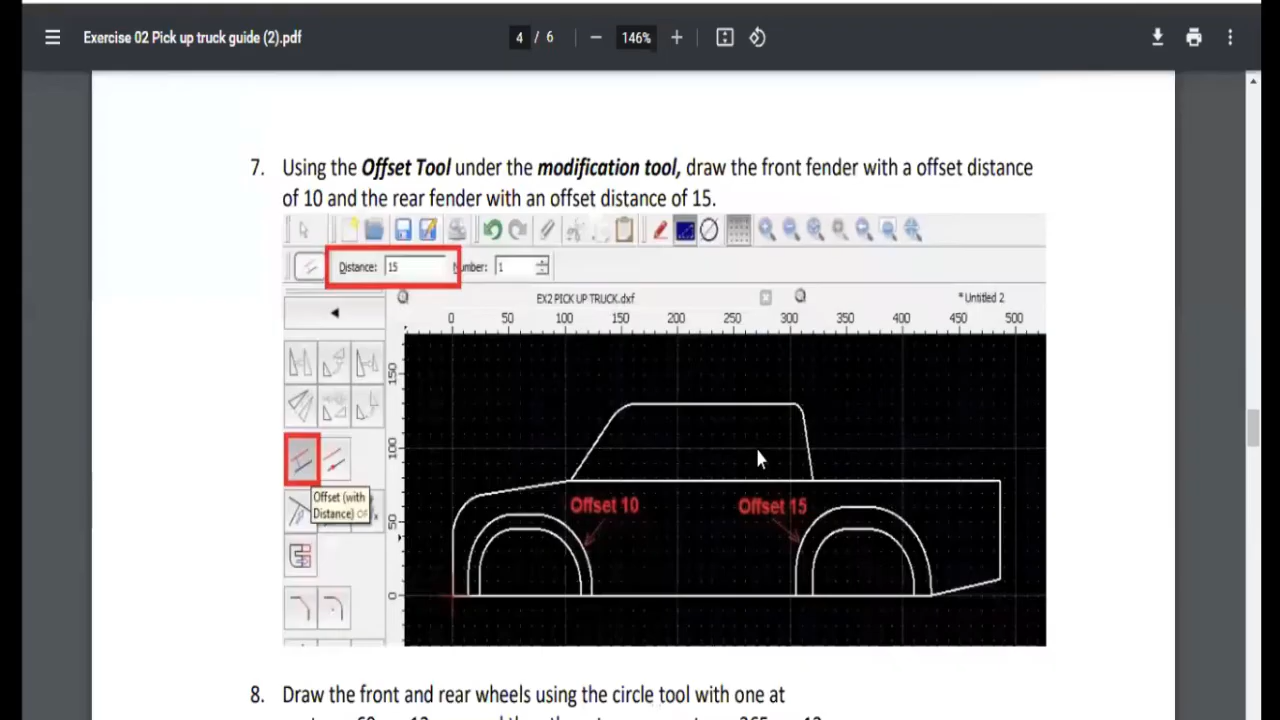 Exercise 02 Pick up truck guide (2).pdf
4 / 6
146%
7. Using the Offset Tool under the modification tool, draw the front fender with a offset distance
of 10 and the rear fender with an offset distance of 15.
Distance: 15
Number: 1
EX2 PICK UP TRUCK.dxf
*Untitled 2
0 50 100 150 200 250 300 350 400 450 500
150
100
50
0
Offset 10
Offset 15
Offset (with
Distance)
8. Draw the front and rear wheels using the circle tool with one at